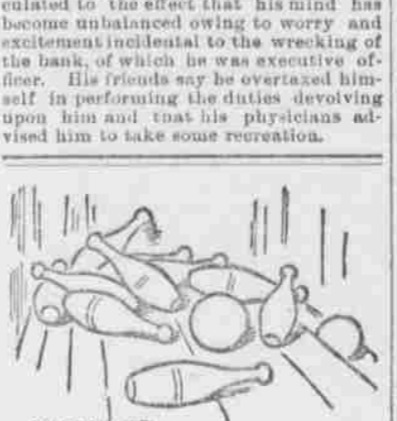 culated to the effect that his mind has
become unbalanced owing to worry and
excitement incidental to the wrecking of
the bank, of which he was executive of-
ficer. His friends say he overtaxed him-
self in performing the duties devolving
upon him and that his physicians ad-
vised him to take some recreation.